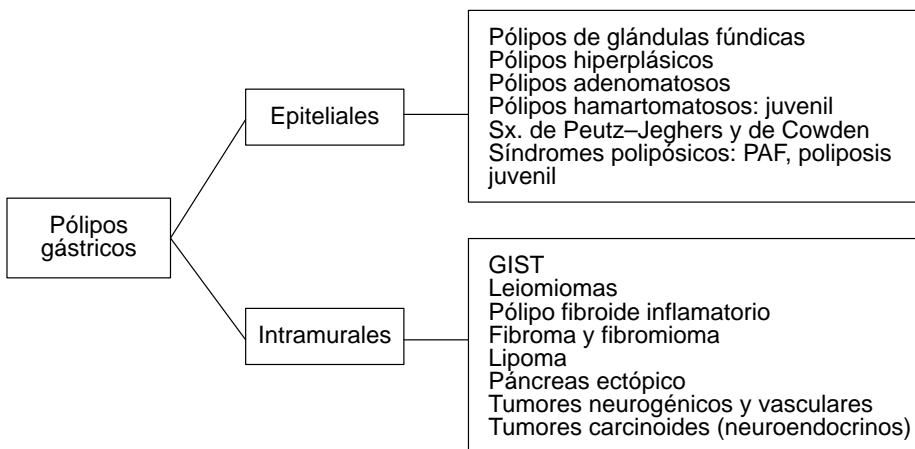 Pólipos
gástricos
Epiteliales
Pólipos de glándulas fúndicas
Pólipos hiperplásicos
Pólipos adenomatosos
Pólipos hamartomatosos: juvenil
Sx. de Peutz–Jeghers y de Cowden
Síndromes polipósicos: PAF, poliposis
juvenil
Intramurales
GIST
Leiomiomas
Pólipo fibroide inflamatorio
Fibroma y fibromioma
Lipoma
Páncreas ectópico
Tumores neurogénicos y vasculares
Tumores carcinoides (neuroendocrinos)